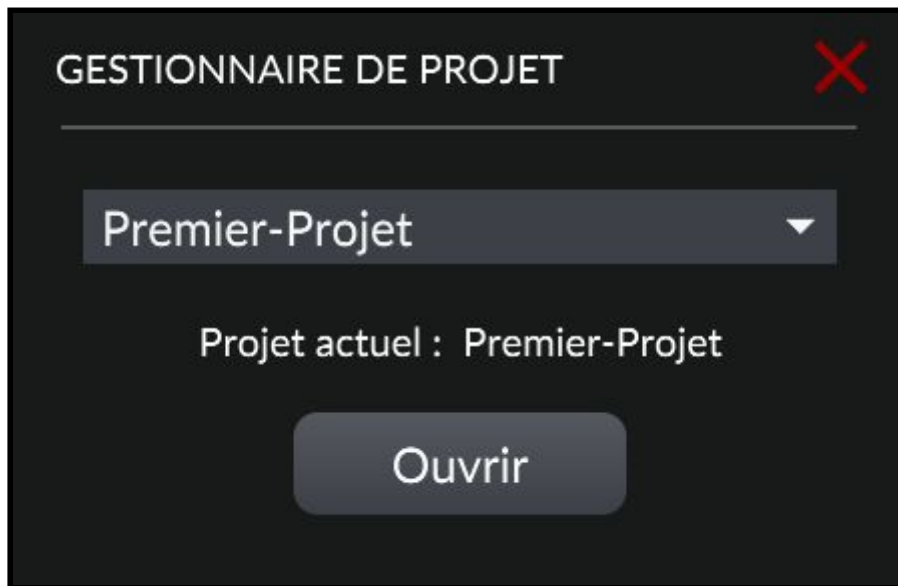 GESTIONNAIRE DE PROJET
Premier-Projet
Projet actuel : Premier-Projet
Ouvrir